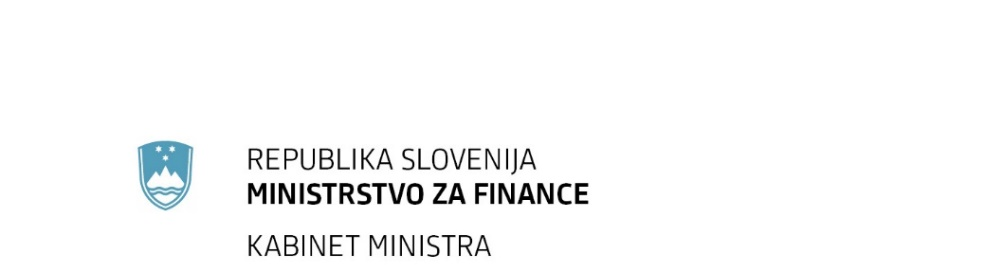 REPUBLIKA SLOVENIJA
MINISTRSTVO ZA FINANCE
KABINET MINISTRA